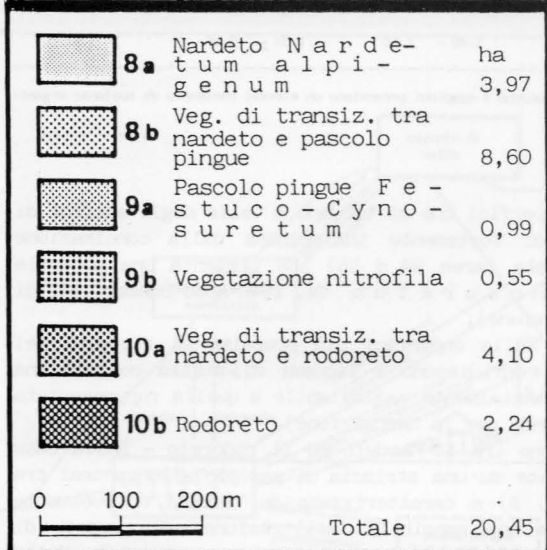 8a Nardeto N a r d e -
t u m  a l p i -
g e n u m
ha
3,97
8b Veg. di transiz. tra
nardeto e pascolo
pingue 8,60
9a Pascolo pingue F e -
s t u c o - C y n o -
s u r e t u m 0,99
9b Vegetazione nitrofila 0,55
10a Veg. di transiz. tra
nardeto e rodoreto 4,10
10b Rodoreto 2,24
0 100 200 m
Totale 20,45